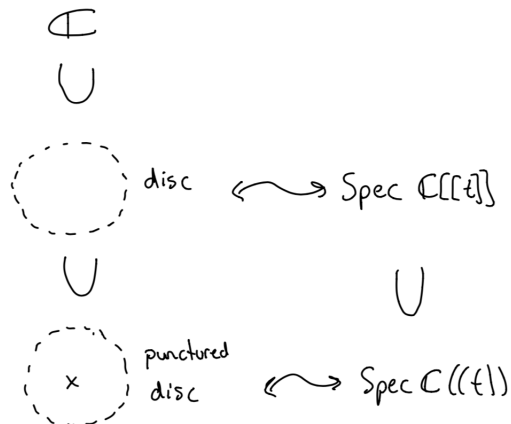 ℂ
∪
disc ⟷ Spec ℂ[[t]]
∪ ∪
punctured
x disc ⟷ Spec ℂ((t))